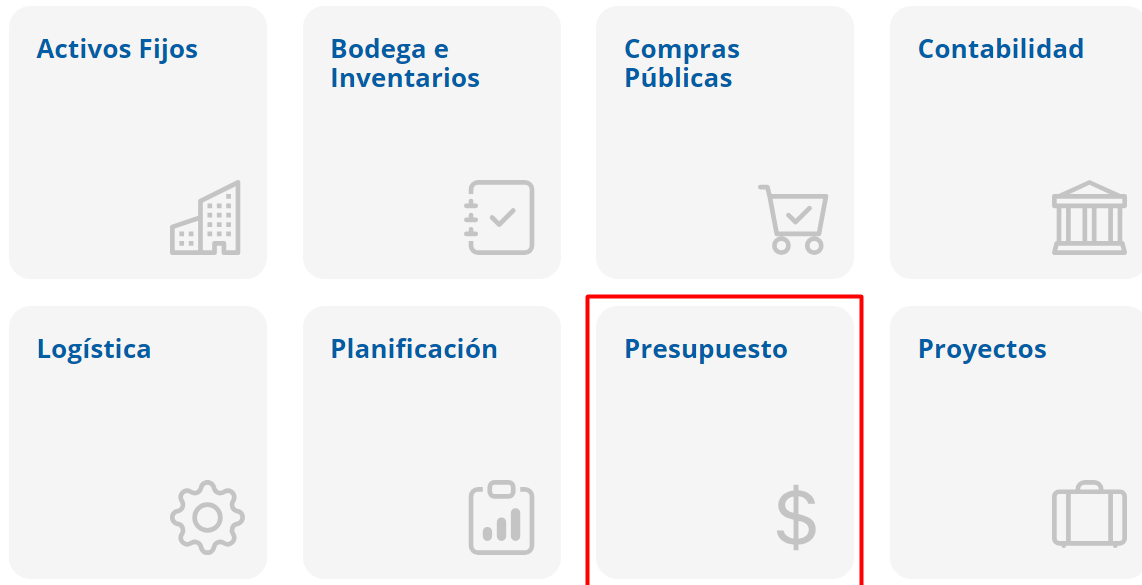 Activos Fijos
Bodega e
Inventarios
Compras
Públicas
Contabilidad
Logística
Planificación
Presupuesto
Proyectos
$